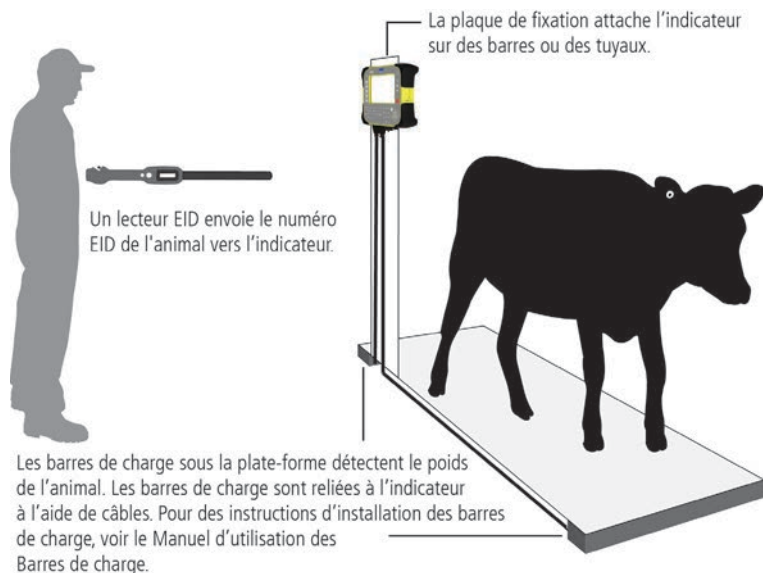 La plaque de fixation attache l’indicateur
sur des barres ou des tuyaux.
Un lecteur EID envoie le numéro
EID de l'animal vers l’indicateur.
Les barres de charge sous la plate-forme détectent le poids
de l’animal. Les barres de charge sont reliées à l’indicateur
à l’aide de câbles. Pour des instructions d’installation des barres
de charge, voir le Manuel d’utilisation des
Barres de charge.